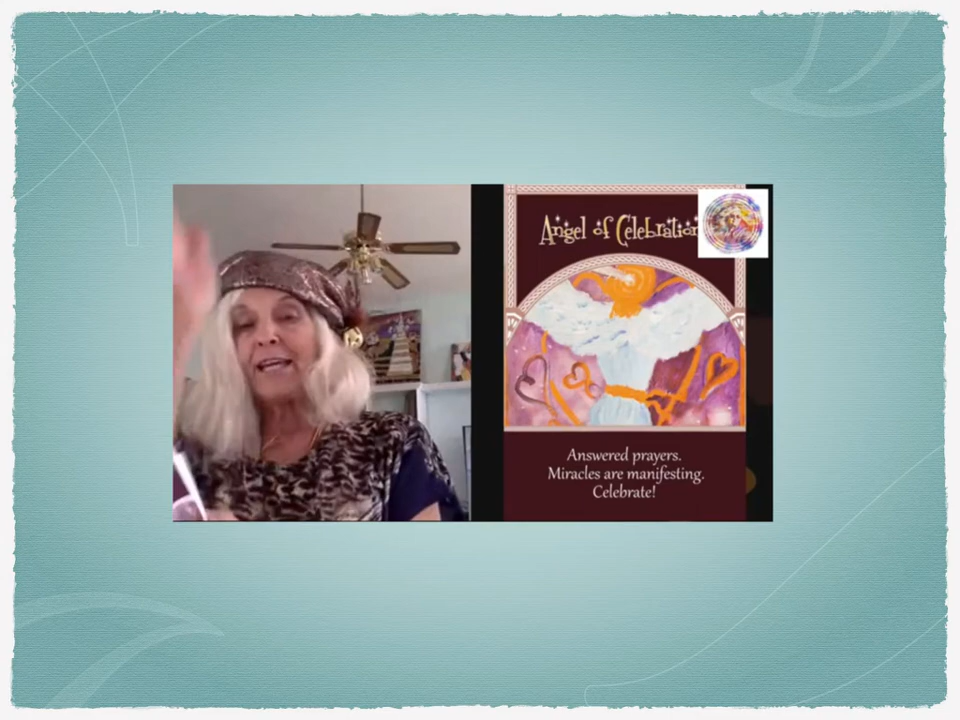 Angel of Celebration
Answered prayers.
Miracles are manifesting.
Celebrate!